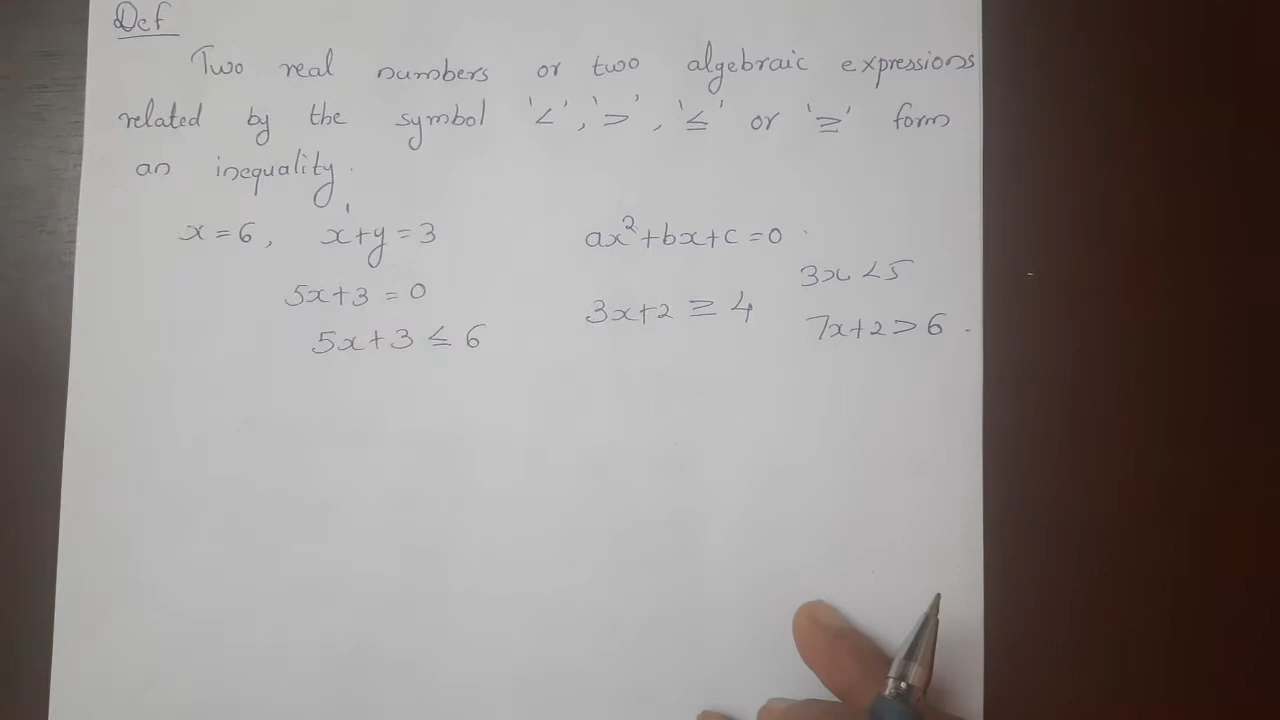 Def
Two real numbers or two algebraic expressions
related by the symbol '<', '>', '≤' or '≥' form
an inequality.
x = 6, x+y = 3 ax²+bx+c = 0
3x < 5
5x+3 = 0 3x+2 ≥ 4 7x+2 > 6
5x+3 ≤ 6